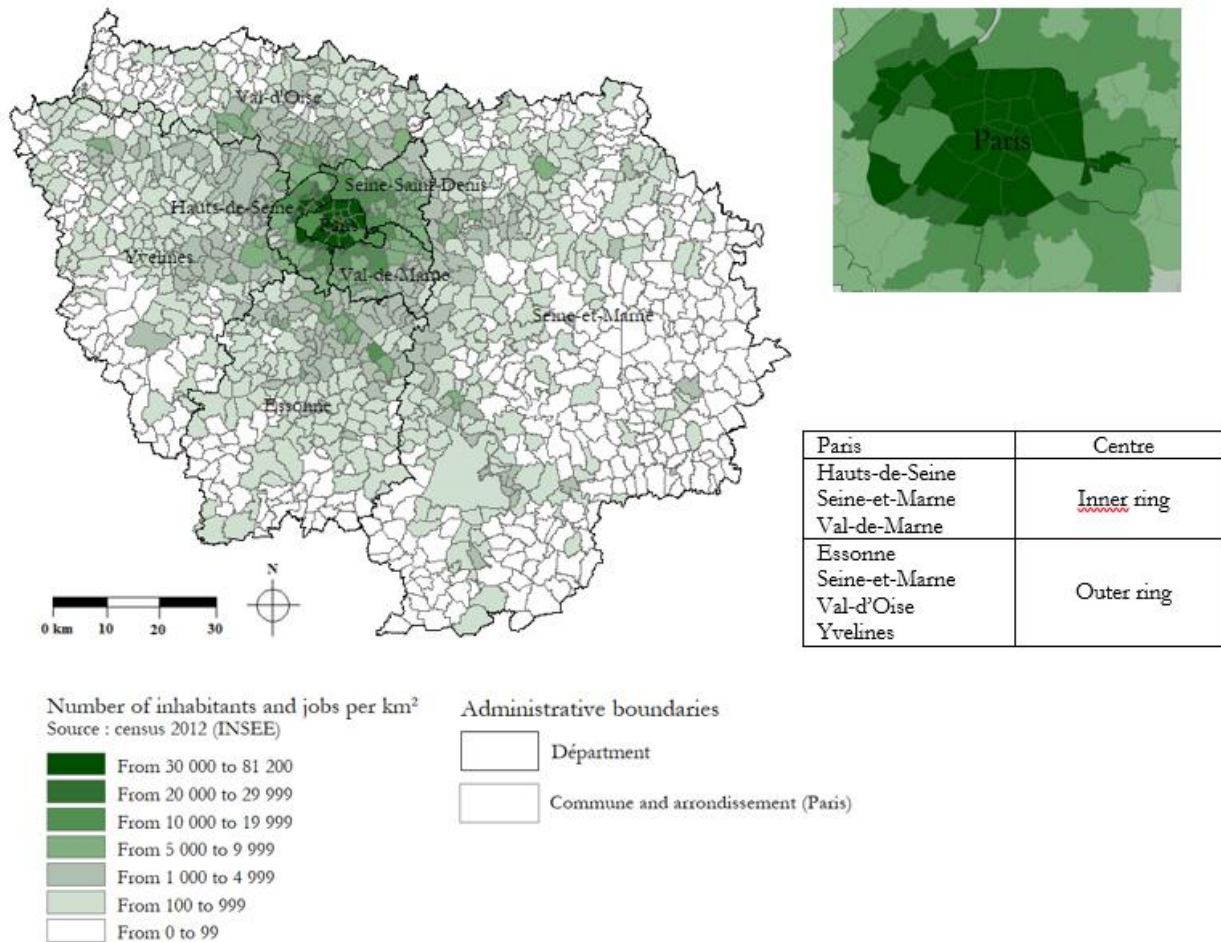 Val-d'Oise
Seine-Saint-Denis
Hauts-de-Seine
Paris
Yvelines
Val-de-Marne
Seine-et-Marne
Essonne
N
0 km 10 20 30
Paris
Paris Centre
Hauts-de-Seine
Seine-et-Marne
Val-de-Marne
Inner ring
Essonne
Seine-et-Marne
Val-d'Oise
Yvelines
Outer ring
Number of inhabitants and jobs per km²
Source : census 2012 (INSEE)
From 30 000 to 81 200
From 20 000 to 29 999
From 10 000 to 19 999
From 5 000 to 9 999
From 1 000 to 4 999
From 100 to 999
From 0 to 99
Administrative boundaries
Départment
Commune and arrondissement (Paris)